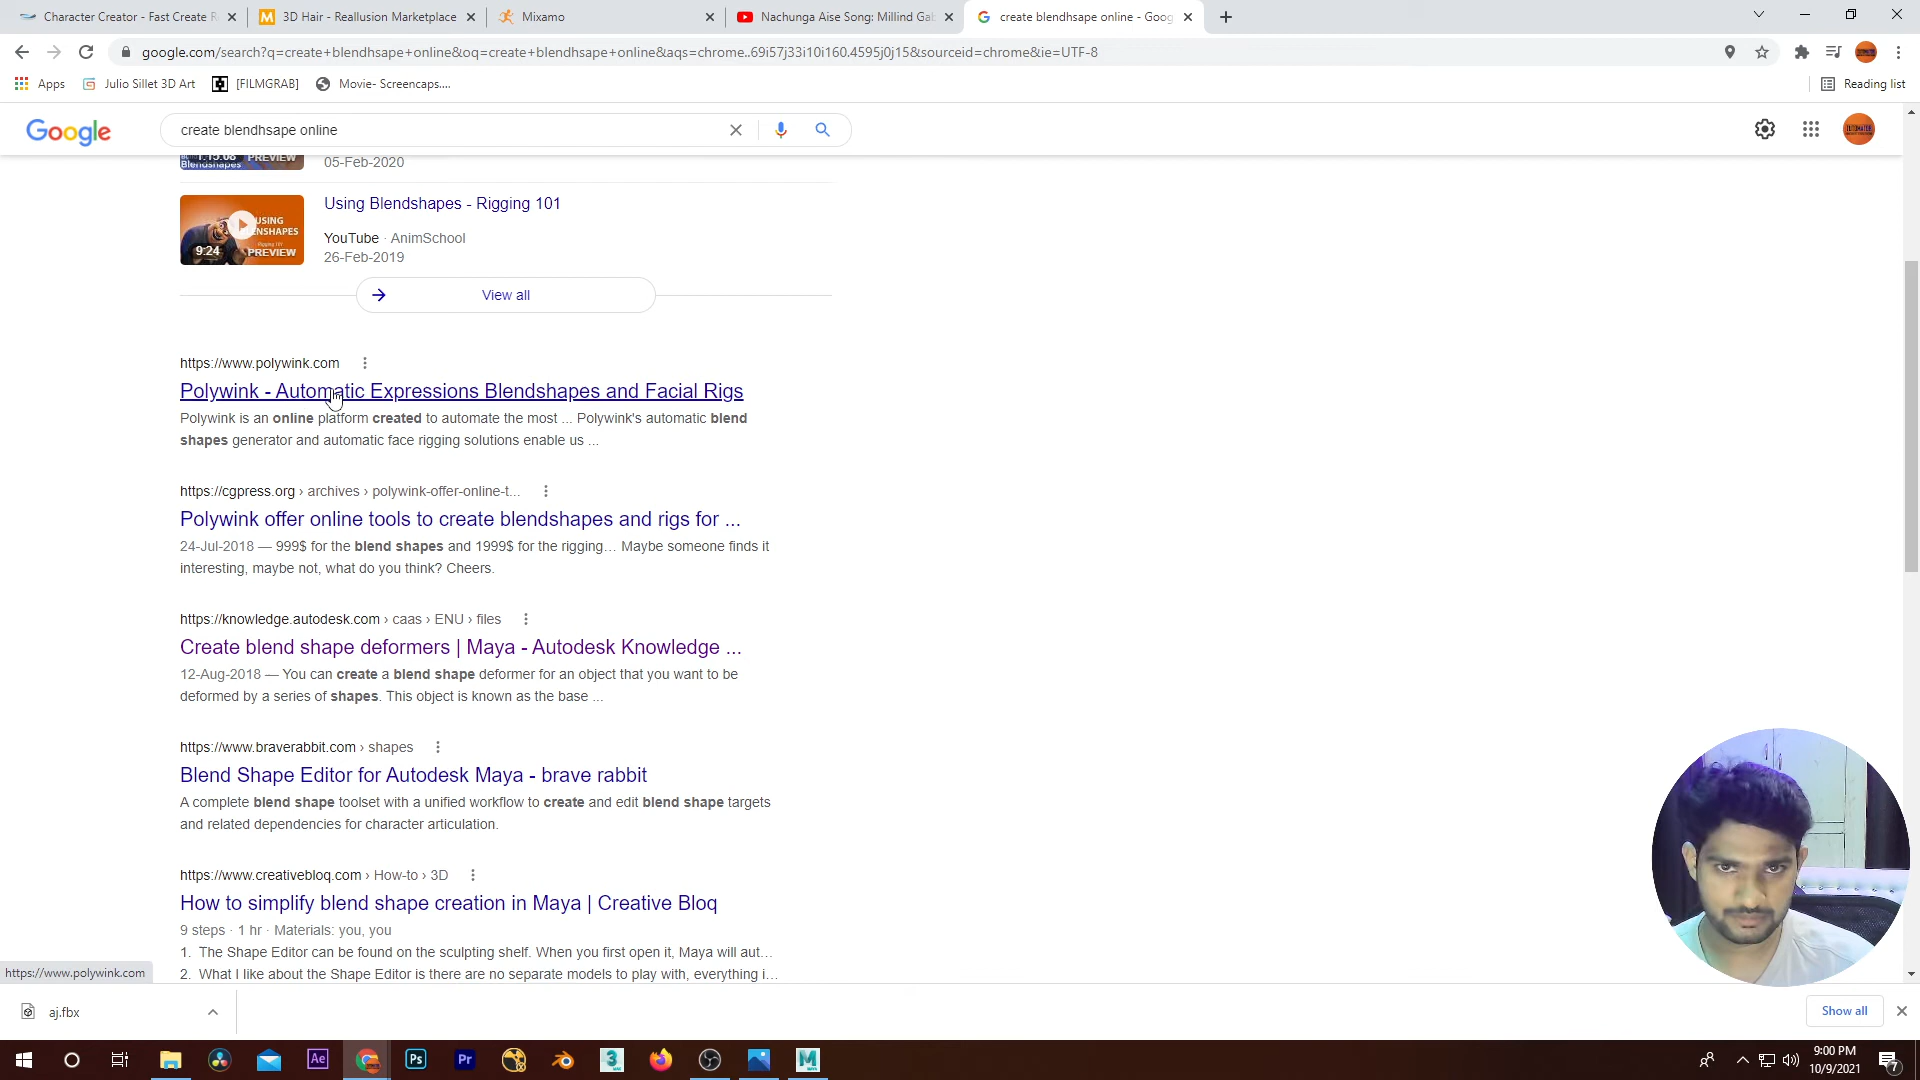 Character Creator - Fast Create R
3D Hair - Reallusion Marketplace
Mixamo
Nachunga Aise Song: Millind Gab
create blendhsape online - Goog
google.com/search?q=create+blendhsape+online&oq=create+blendhsape+online&aqs=chrome..69i57j33i10i160.4595j0j15&sourceid=chrome&ie=UTF-8
Apps
Julio Sillet 3D Art
[FILMGRAB]
Movie- Screencaps....
Reading list
Google
create blendhsape online
1:15:08
PREVIEW
Blendshapes
05-Feb-2020
9:24
PREVIEW
Using Blendshapes - Rigging 101
YouTube · AnimSchool
26-Feb-2019
View all
https://www.polywink.com
Polywink - Automatic Expressions Blendshapes and Facial Rigs
Polywink is an online platform created to automate the most ... Polywink's automatic blend
shapes generator and automatic face rigging solutions enable us ...
https://cgpress.org › archives › polywink-offer-online-t...
Polywink offer online tools to create blendshapes and rigs for ...
24-Jul-2018 — 999$ for the blend shapes and 1999$ for the rigging… Maybe someone finds it
interesting, maybe not, what do you think? Cheers.
https://knowledge.autodesk.com › caas › ENU › files
Create blend shape deformers | Maya - Autodesk Knowledge ...
12-Aug-2018 — You can create a blend shape deformer for an object that you want to be
deformed by a series of shapes. This object is known as the base ...
https://www.braverabbit.com › shapes
Blend Shape Editor for Autodesk Maya - brave rabbit
A complete blend shape toolset with a unified workflow to create and edit blend shape targets
and related dependencies for character articulation.
https://www.creativebloq.com › How-to › 3D
How to simplify blend shape creation in Maya | Creative Bloq
9 steps · 1 hr · Materials: you, you
1. The Shape Editor can be found on the sculpting shelf. When you first open it, Maya will aut...
2. What I like about the Shape Editor is there are no separate models to play with, everything i...
https://www.polywink.com
aj.fbx
Show all
Ae
Ps
Pr
9:00 PM
10/9/2021
7